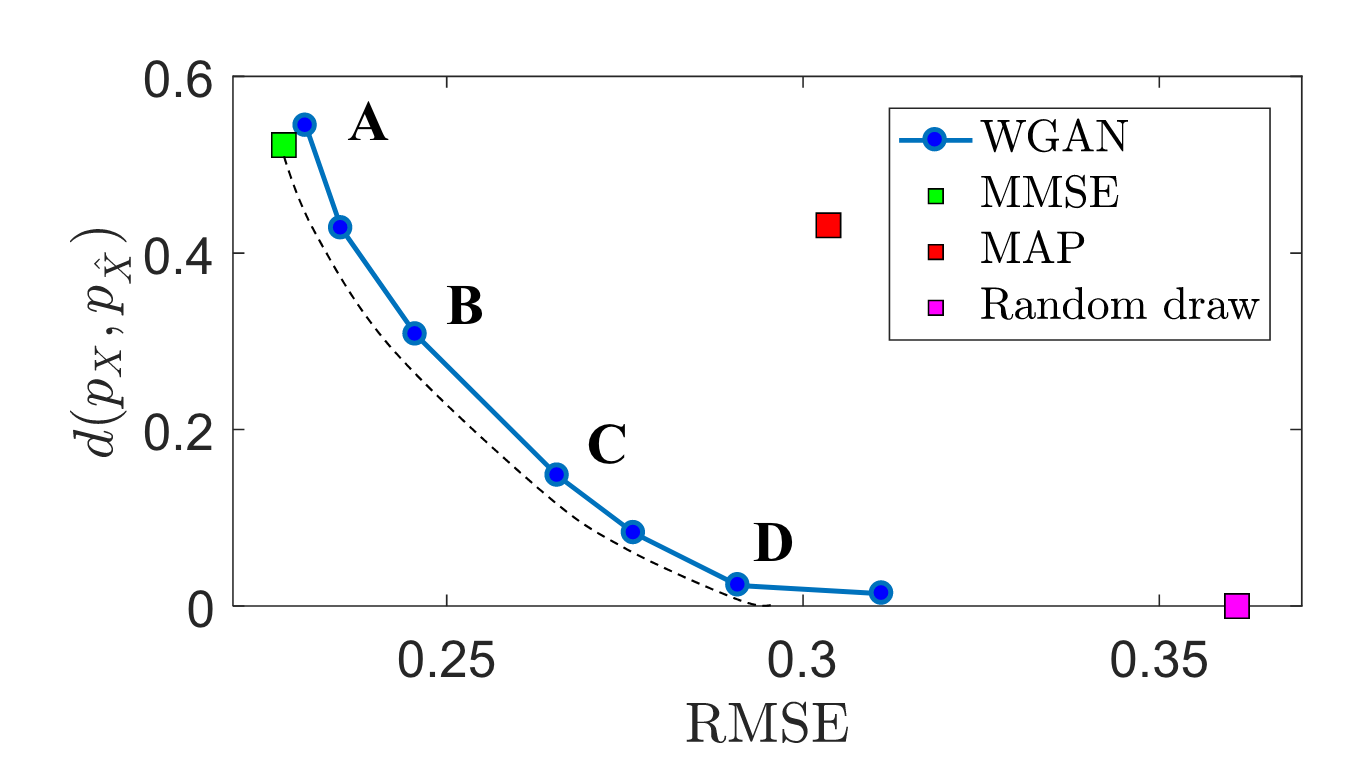 0.6
0.4
0.2
0
d(p_X, p_X̂)
A
B
C
D
WGAN
MMSE
MAP
Random draw
0.25
0.3
0.35
RMSE